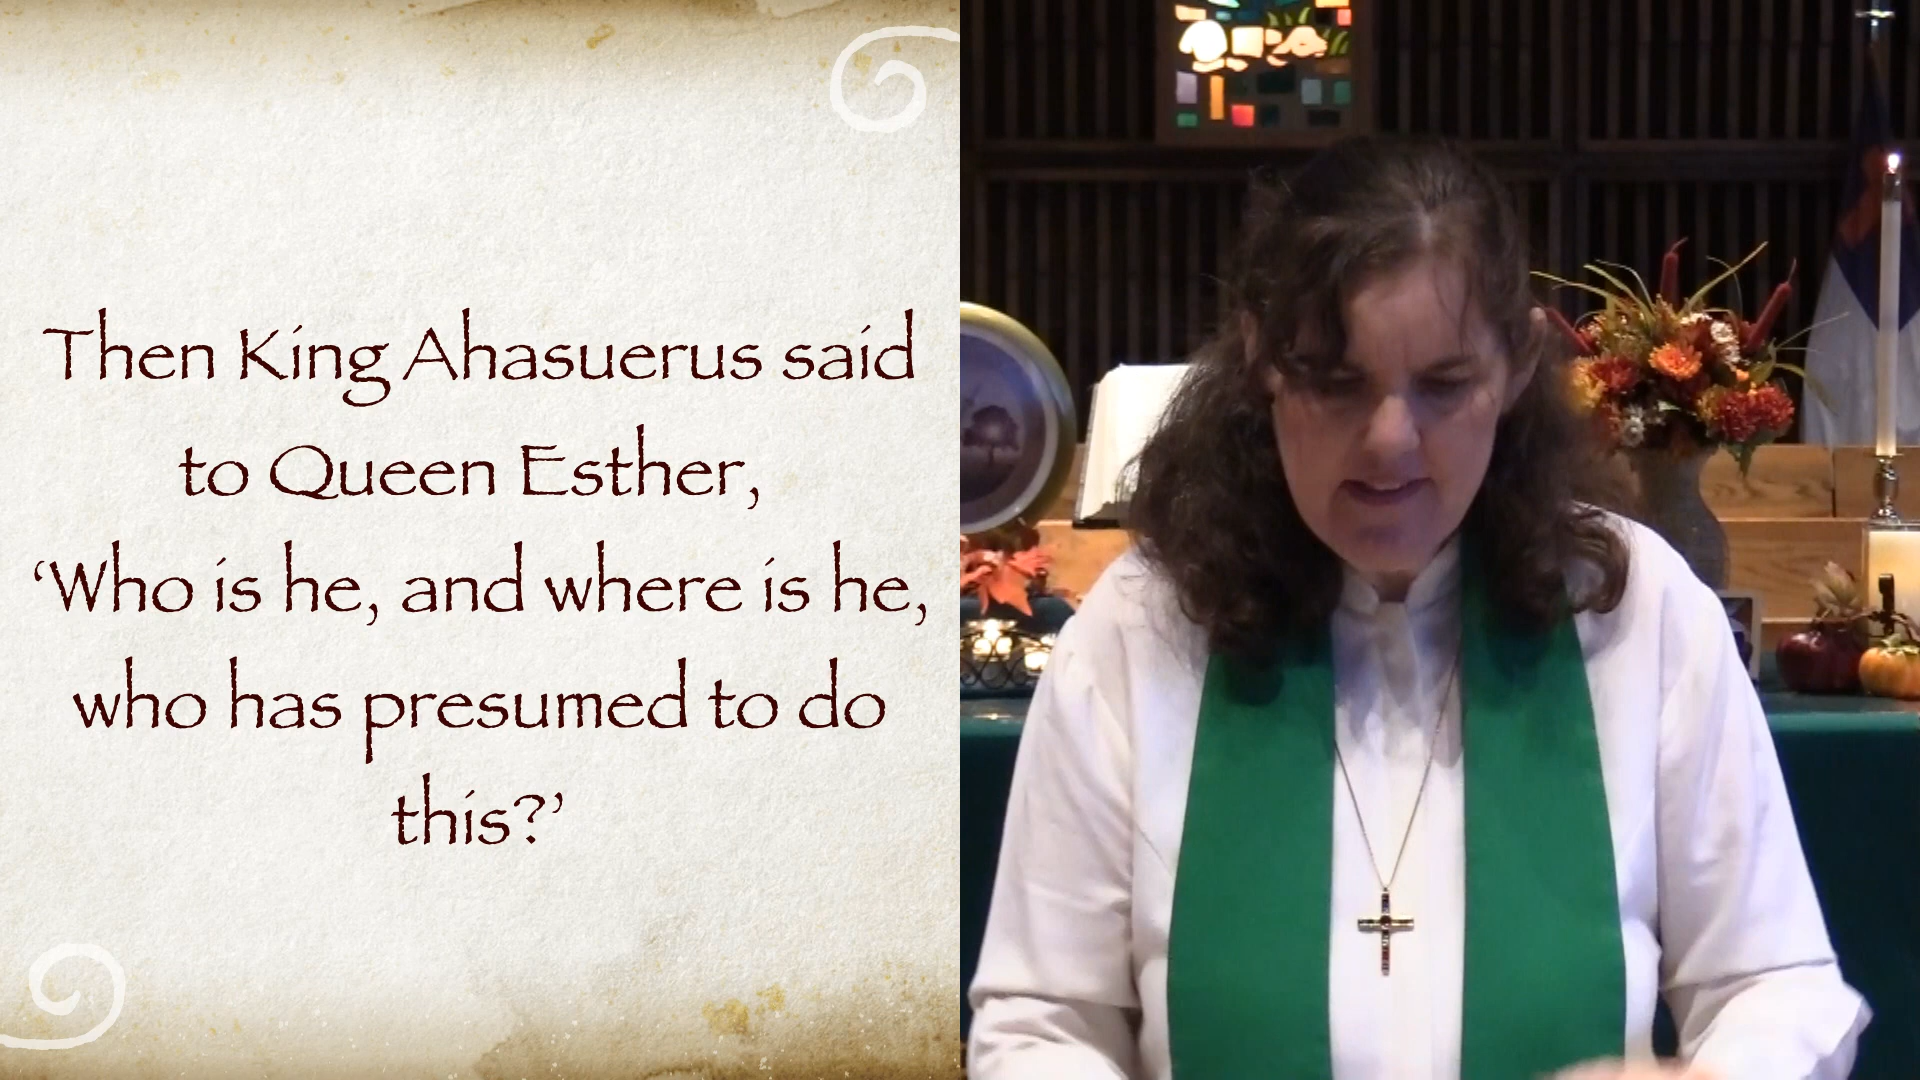 Then King Ahasuerus said
to Queen Esther,
‘Who is he, and where is he,
who has presumed to do
this?’